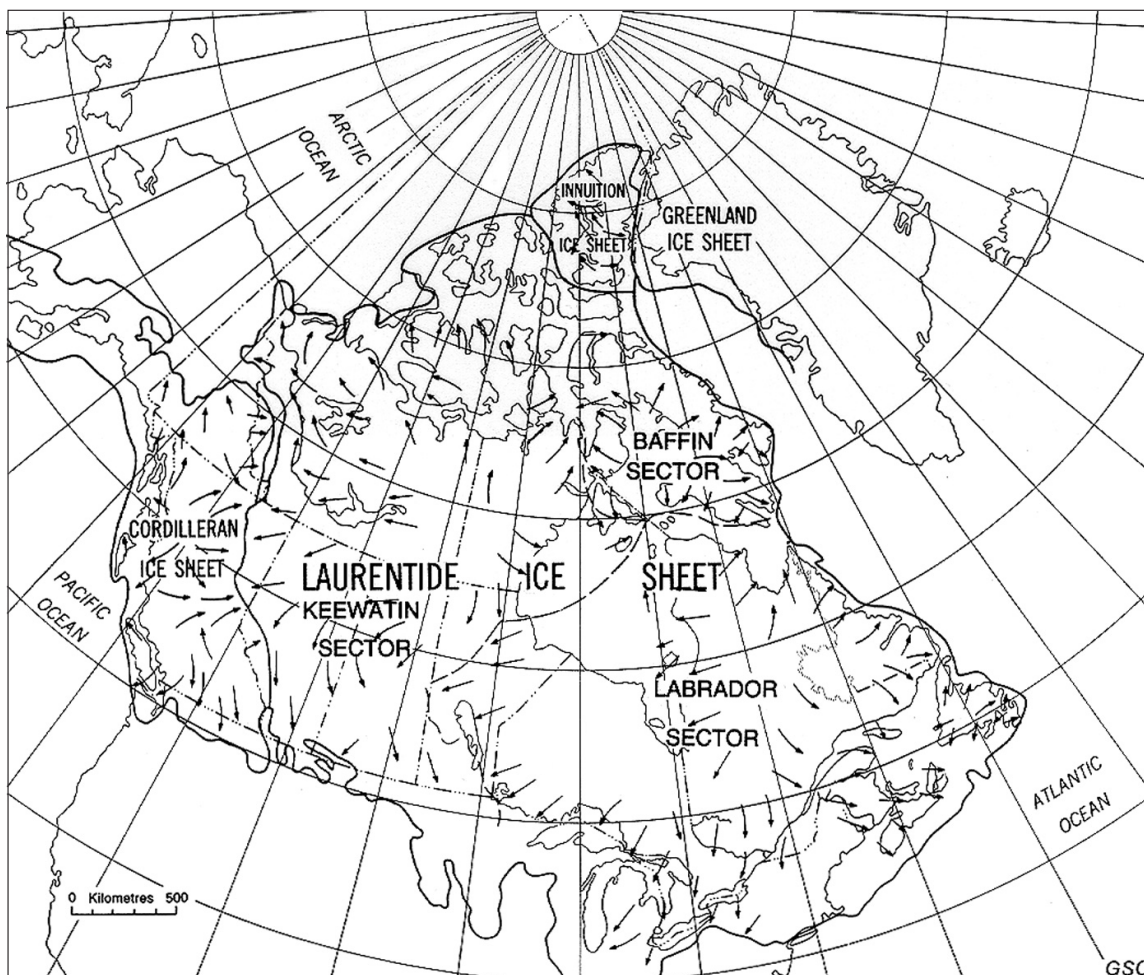 ARCTIC
OCEAN
INNUITION
ICE SHEET
GREENLAND
ICE SHEET
BAFFIN
SECTOR
CORDILLERAN
ICE SHEET
LAURENTIDE ICE SHEET
KEEWATIN
SECTOR
PACIFIC
OCEAN
LABRADOR
SECTOR
ATLANTIC
OCEAN
0 Kilometres 500
GSC